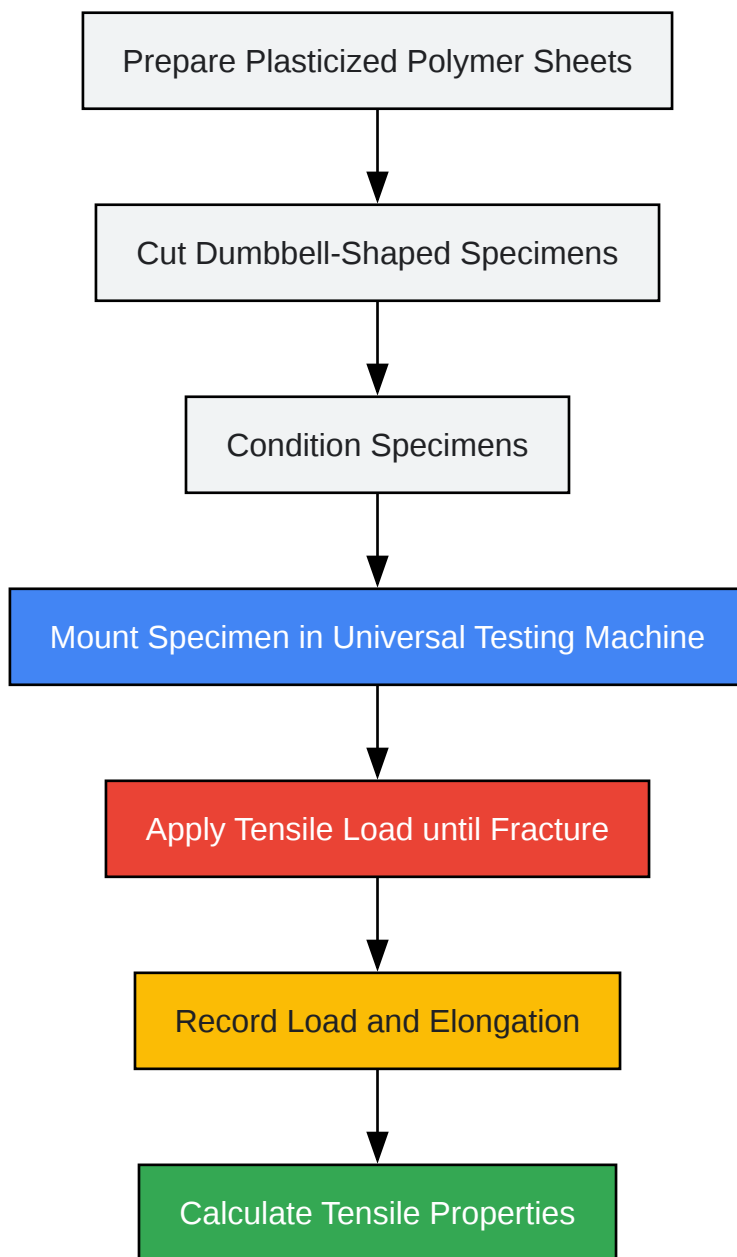 Prepare Plasticized Polymer Sheets
Cut Dumbbell-Shaped Specimens
Condition Specimens
Mount Specimen in Universal Testing Machine
Apply Tensile Load until Fracture
Record Load and Elongation
Calculate Tensile Properties